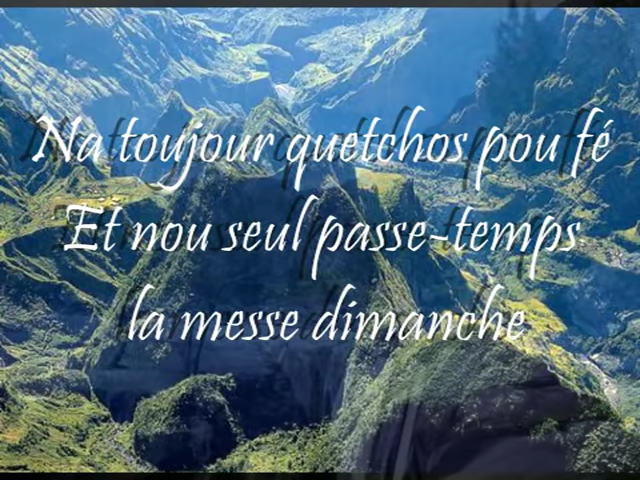 Na toujour quetchos pou fé
Et nou seul passe-temps
la messe dimanche